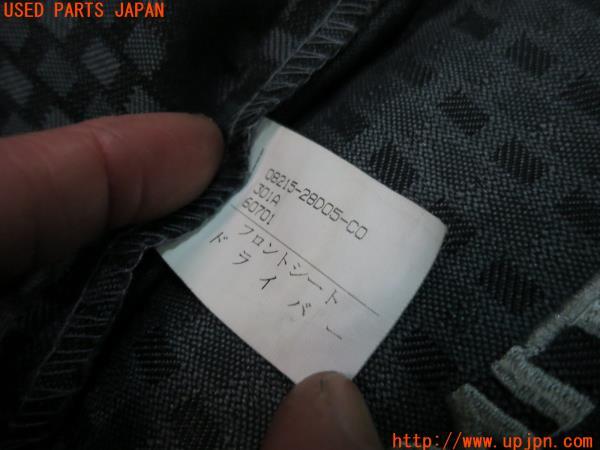 USED PARTS JAPAN
08215-28D05-C0
301A
60701
フロントシート
ドライバー
http://www.upjpn.com